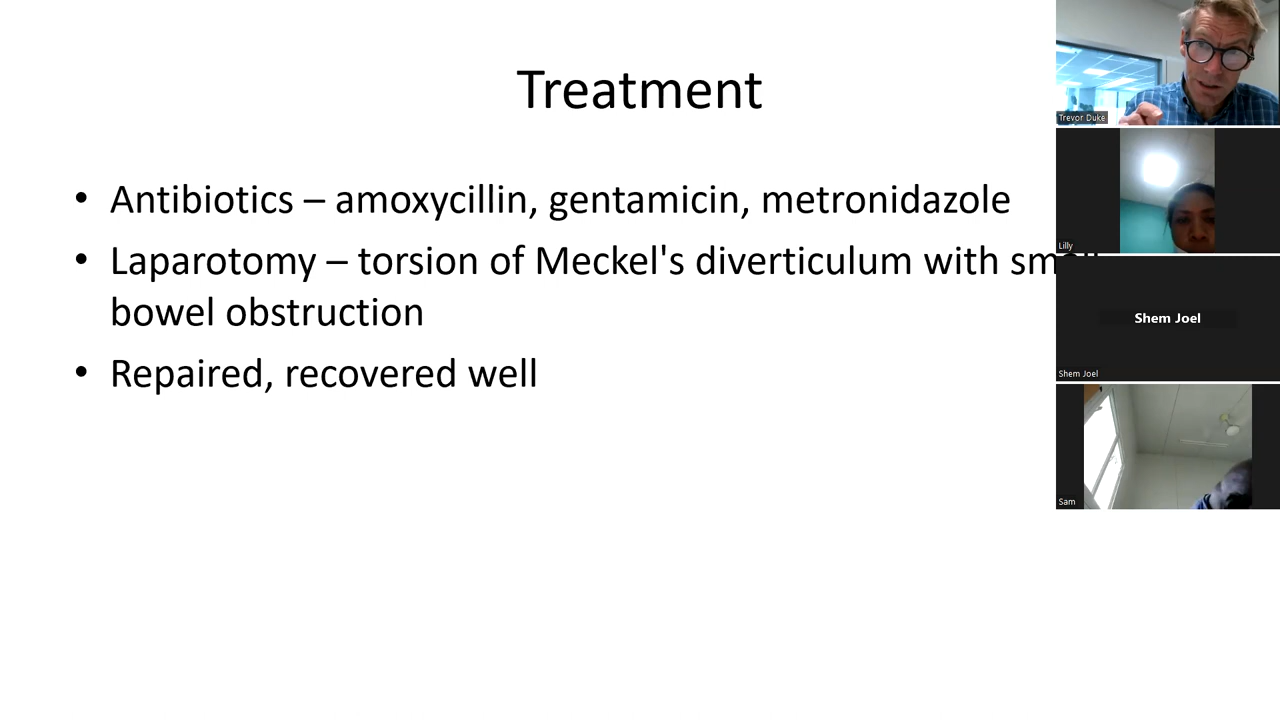 Treatment
• Antibiotics – amoxycillin, gentamicin, metronidazole
• Laparotomy – torsion of Meckel's diverticulum with small
bowel obstruction
• Repaired, recovered well
Trevor Duke
Lilly
Shem Joel
Shem Joel
Sam